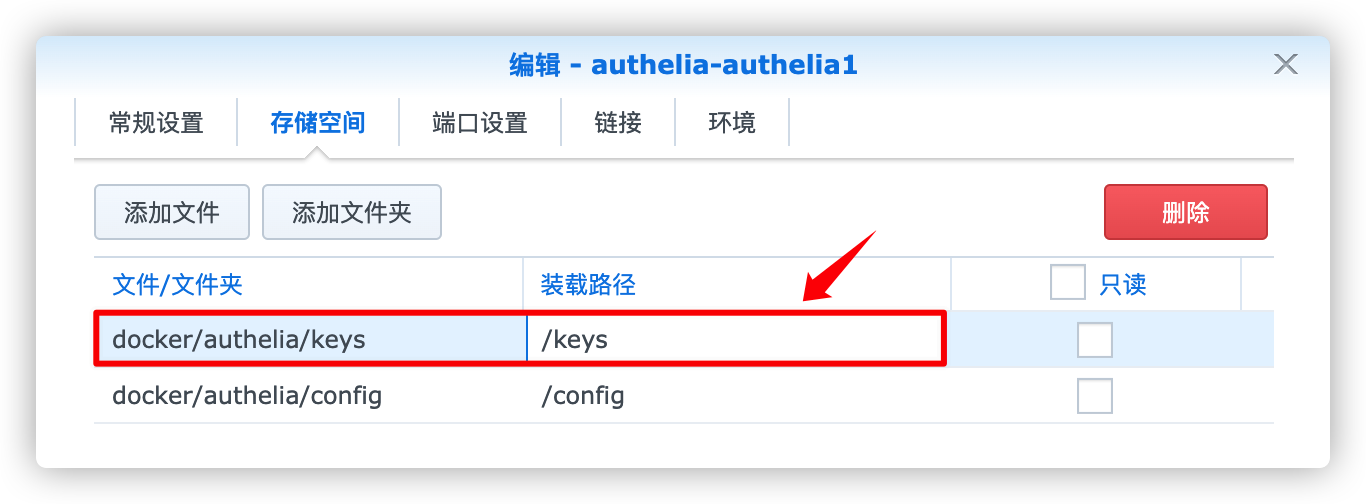 编辑 - authelia-authelia1
常规设置 存储空间 端口设置 链接 环境
添加文件 添加文件夹 删除
文件/文件夹 装载路径 只读
docker/authelia/keys /keys
docker/authelia/config /config